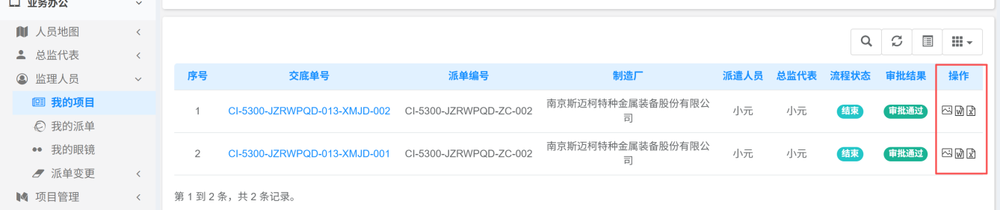 业务办公
人员地图
总监代表
监理人员
我的项目
我的派单
我的眼镜
派单变更
项目管理
序号 交底单号 派单编号 制造厂 派遣人员 总监代表 流程状态 审批结果 操作
1 CI-5300-JZRWPQD-013-XMJD-002 CI-5300-JZRWPQD-ZC-002 南京斯迈柯特种金属装备股份有限公
司 小元 小元 结束 审批通过
2 CI-5300-JZRWPQD-013-XMJD-001 CI-5300-JZRWPQD-ZC-002 南京斯迈柯特种金属装备股份有限公
司 小元 小元 结束 审批通过
第 1 到 2 条，共 2 条记录。